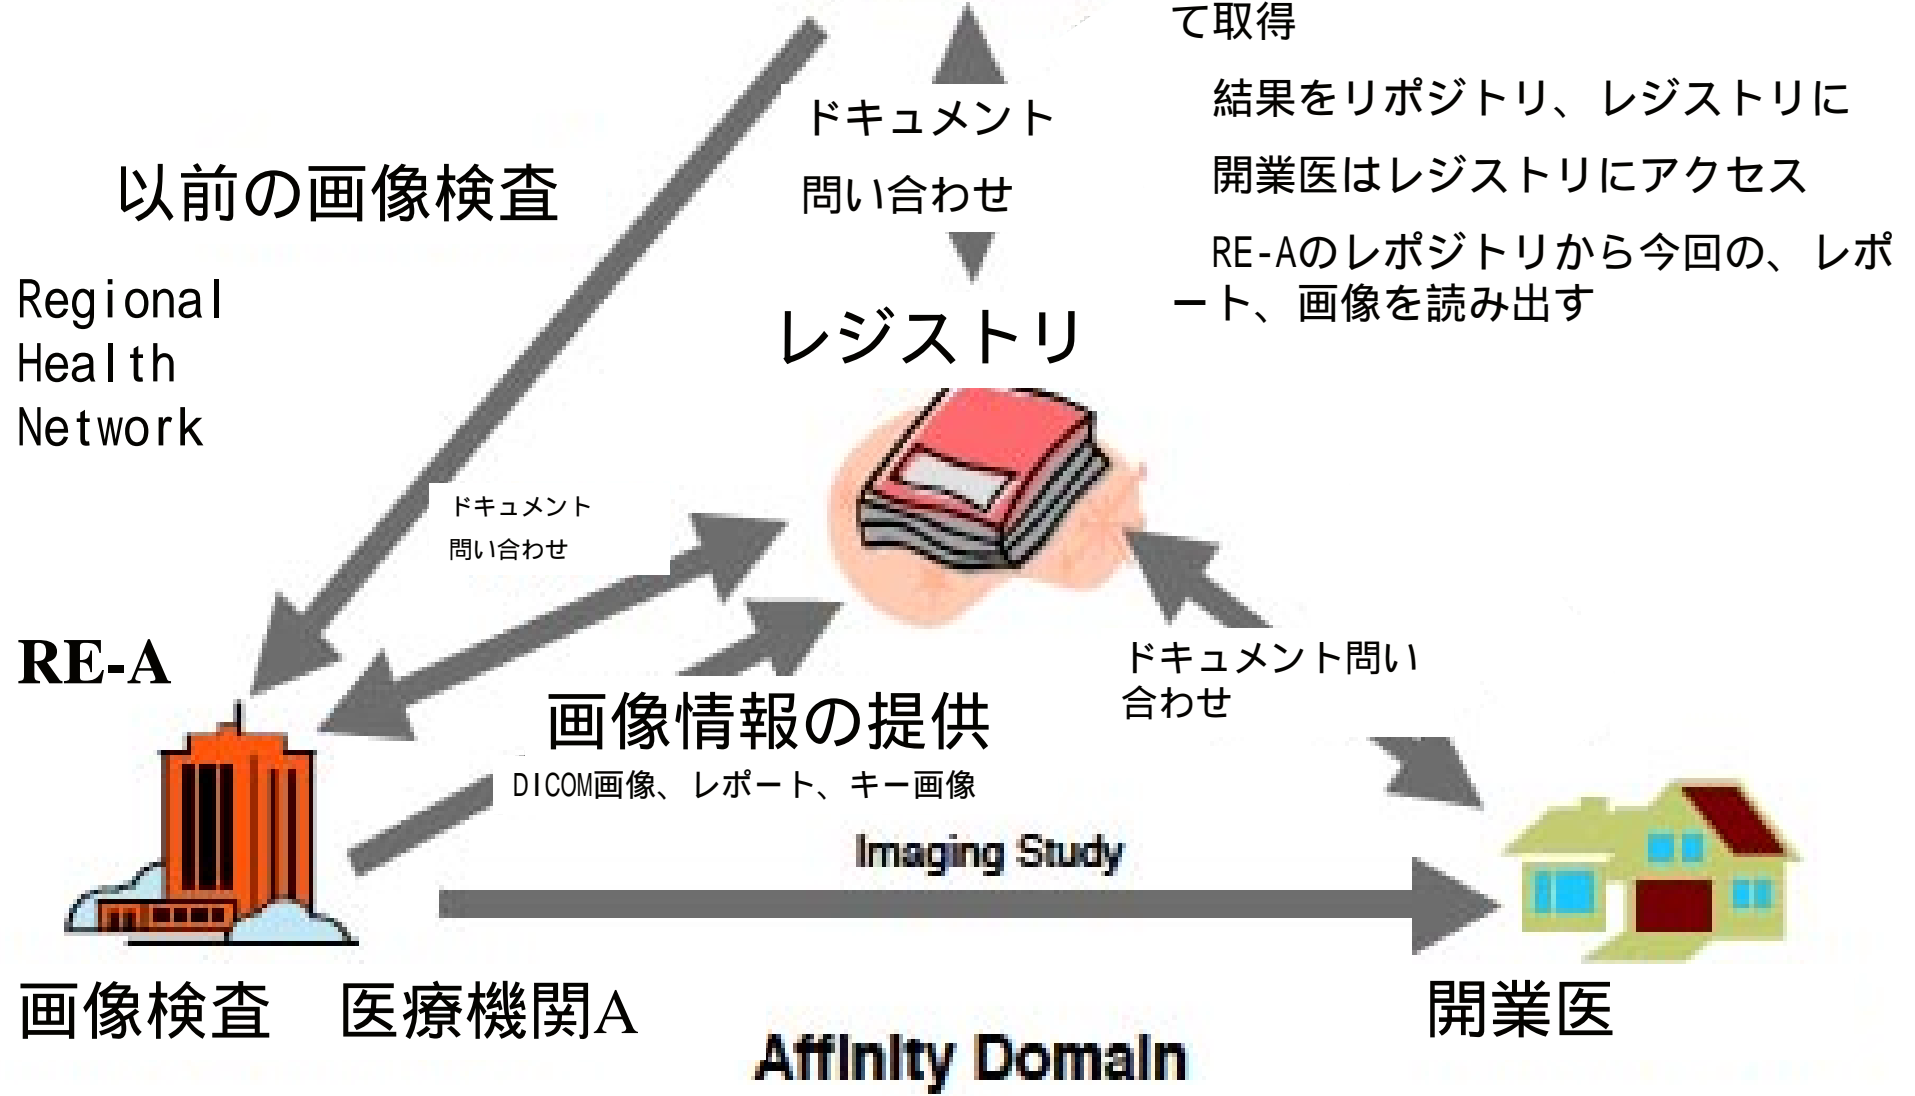 て取得
結果をリポジトリ、レジストリに
開業医はレジストリにアクセス
RE-Aのレポジトリから今回の、レポ
ート、画像を読み出す
ドキュメント
問い合わせ
以前の画像検査
Regional
Health
Network
レジストリ
ドキュメント
問い合わせ
RE-A
ドキュメント問い
合わせ
画像情報の提供
DICOM画像、レポート、キー画像
Imaging Study
画像検査　医療機関A
開業医
Affinity Domain